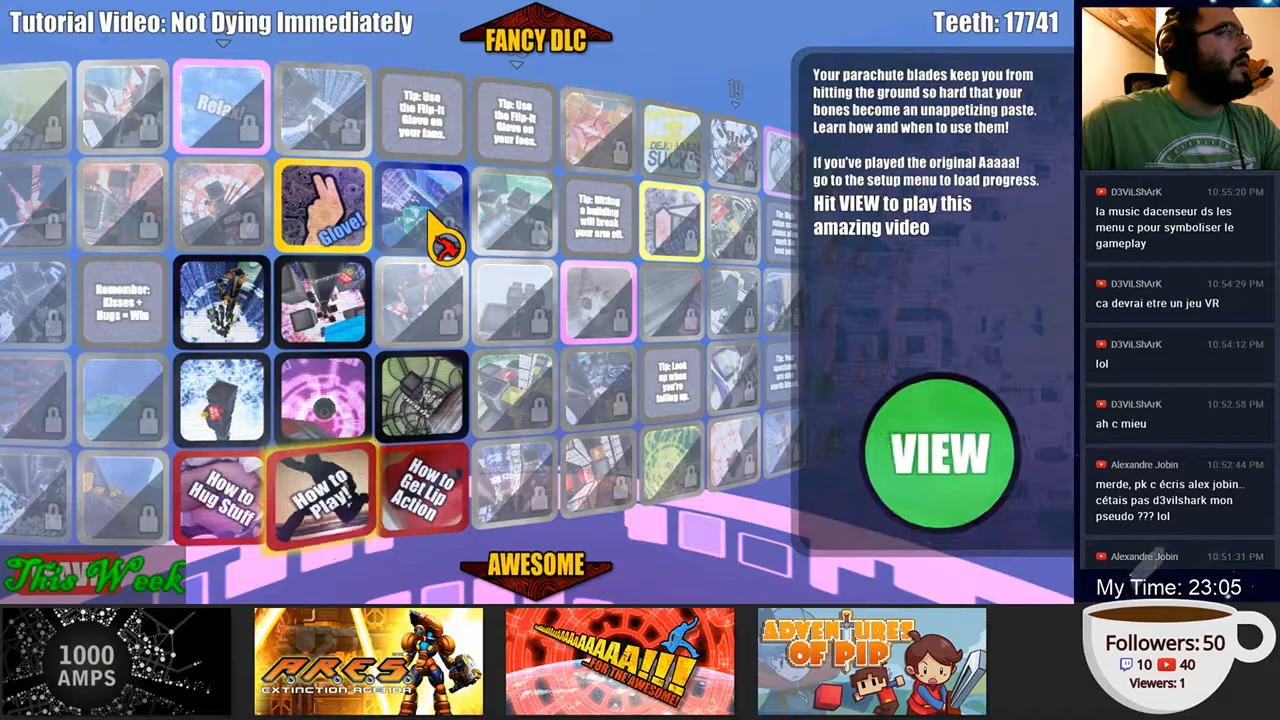 Tutorial Video: Not Dying Immediately
FANCY DLC
Teeth: 17741
19
Relax!
Tip: Use
the Flip-It
Glove on
your fans.
Tip: Use
the Flip-It
Glove on
your foes.
DEJOBAAN
SUCKS
Glove!
Tip: Hitting
a building
will break
your arm off.
Remember:
Kisses +
Hugs = Win
Tip: Look
up when
you're
falling up.
How to
Hug Stuff
How to
Play!
How to
Get Lip
Action
AWESOME
Your parachute blades keep you from
hitting the ground so hard that your
bones become an unappetizing paste.
Learn how and when to use them!
If you've played the original Aaaaa!
go to the setup menu to load progress.
Hit VIEW to play this
amazing video
VIEW
D3ViLShArK 10:55:20 PM
la music dacenseur ds les
menu c pour symboliser le
gameplay
D3ViLShArK 10:54:29 PM
ca devrai etre un jeu VR
D3ViLShArK 10:54:12 PM
lol
D3ViLShArK 10:52:58 PM
ah c mieu
Alexandre Jobin 10:52:44 PM
merde, pk c écris alex jobin..
cétais pas d3vilshark mon
pseudo ??? lol
Alexandre Jobin 10:51:31 PM
My Time: 23:05
Followers: 50
10 40
Viewers: 1
This Week
1000
AMPS
ARES
EXTINCTION AGENDA
FOR THE AWESOME!
ADVENTURES
OF PIP